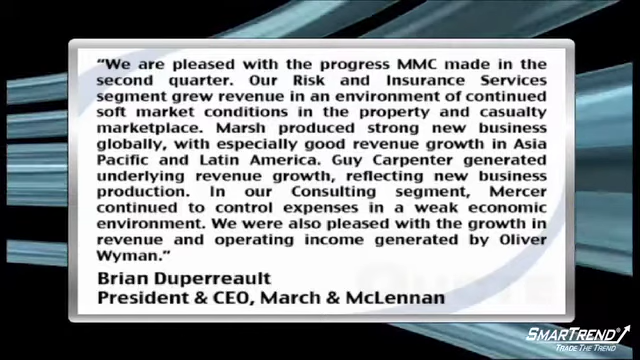 “We are pleased with the progress MMC made in the
second quarter. Our Risk and Insurance Services
segment grew revenue in an environment of continued
soft market conditions in the property and casualty
marketplace. Marsh produced strong new business
globally, with especially good revenue growth in Asia
Pacific and Latin America. Guy Carpenter generated
underlying revenue growth, reflecting new business
production. In our Consulting segment, Mercer
continued to control expenses in a weak economic
environment. We were also pleased with the growth in
revenue and operating income generated by Oliver
Wyman.”
Brian Duperreault
President & CEO, March & McLennan
QUOTE
SMARTREND
TRADE THE TREND